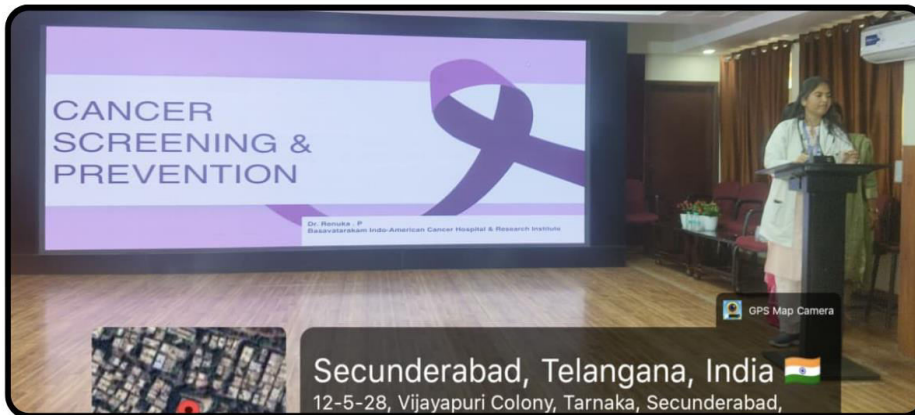 CANCER
SCREENING &
PREVENTION
Dr. Renuka . P
Basavatarakam Indo-American Cancer Hospital & Research Institute
GPS Map Camera
Secunderabad, Telangana, India
12-5-28, Vijayapuri Colony, Tarnaka, Secunderabad,